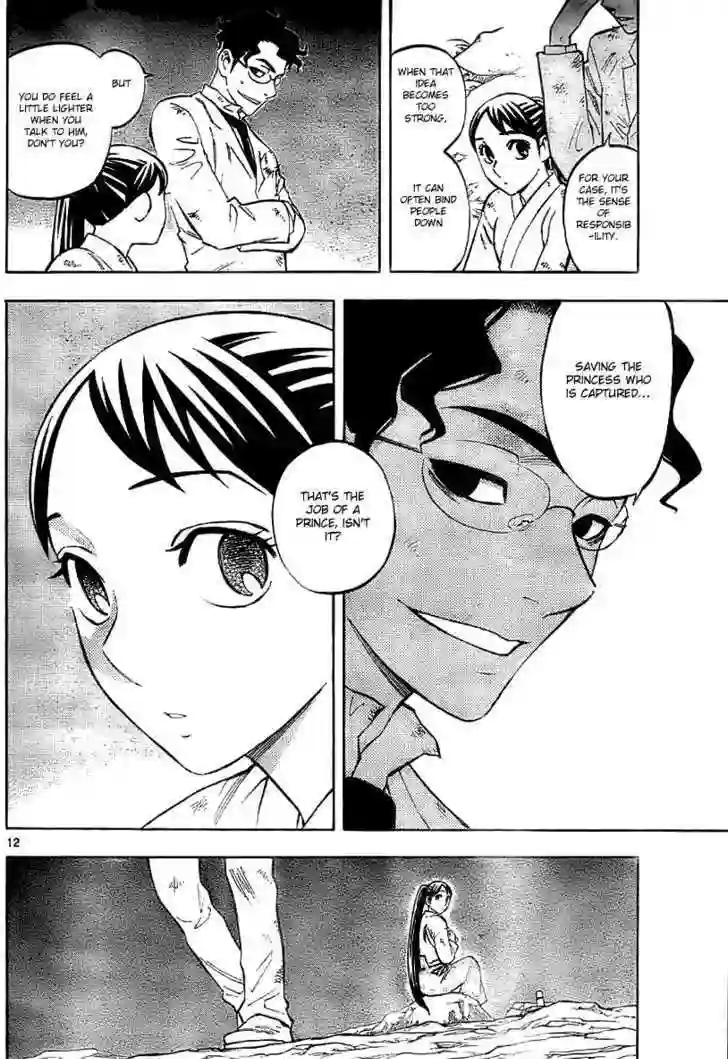 WHEN THAT
IDEA
BECOMES
TOO
STRONG,
IT CAN
OFTEN BIND
PEOPLE
DOWN
FOR YOUR
CASE, IT'S
THE SENSE
OF
RESPONSIB
-ILITY.
BUT
YOU DO FEEL A
LITTLE LIGHTER
WHEN YOU
TALK TO HIM,
DON'T YOU?
SAVING THE
PRINCESS WHO
IS CAPTURED...
THAT'S THE
JOB OF A
PRINCE, ISN'T
IT?
12